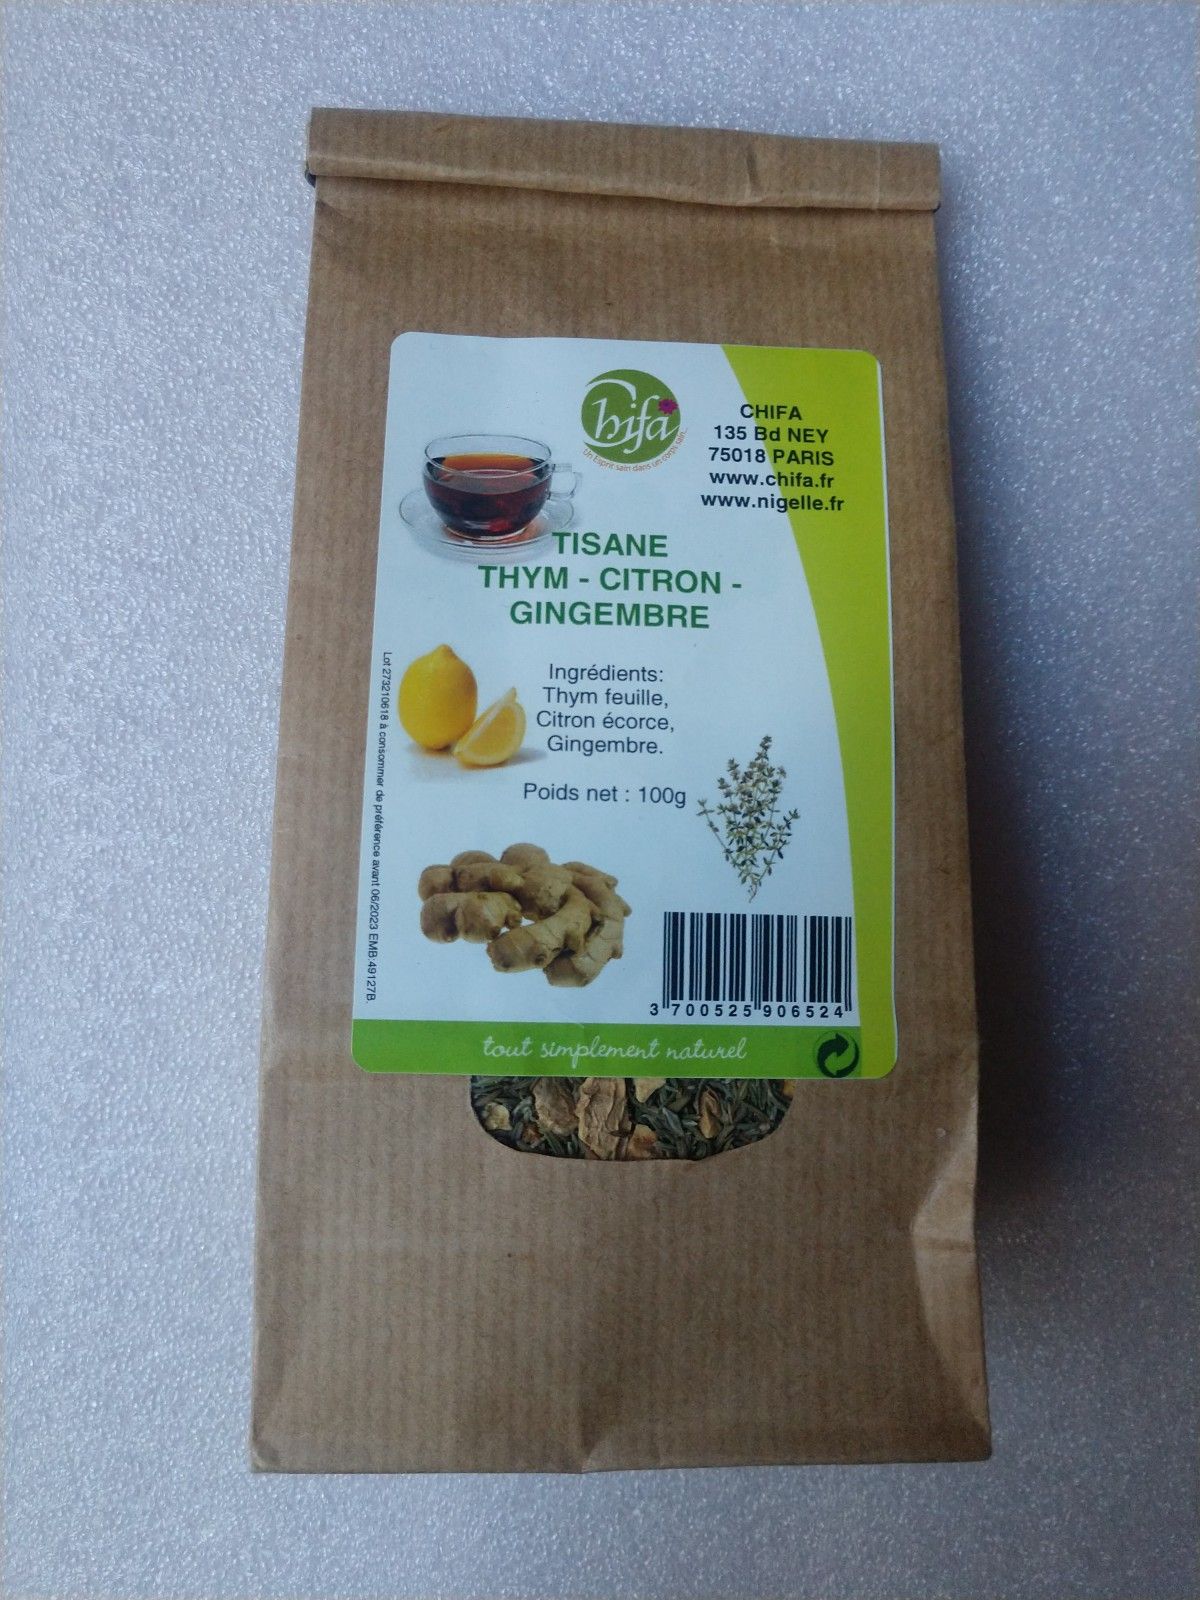 Chifa
Un Esprit sain dans un corps sain...
CHIFA
135 Bd NEY
75018 PARIS
www.chifa.fr
www.nigelle.fr
TISANE
THYM - CITRON -
GINGEMBRE
Ingrédients:
Thym feuille,
Citron écorce,
Gingembre.
Poids net : 100g
Lot 273210618 à consommer de préférence avant 06/2023 EMB:49127B.
3 700525 906524
tout simplement naturel